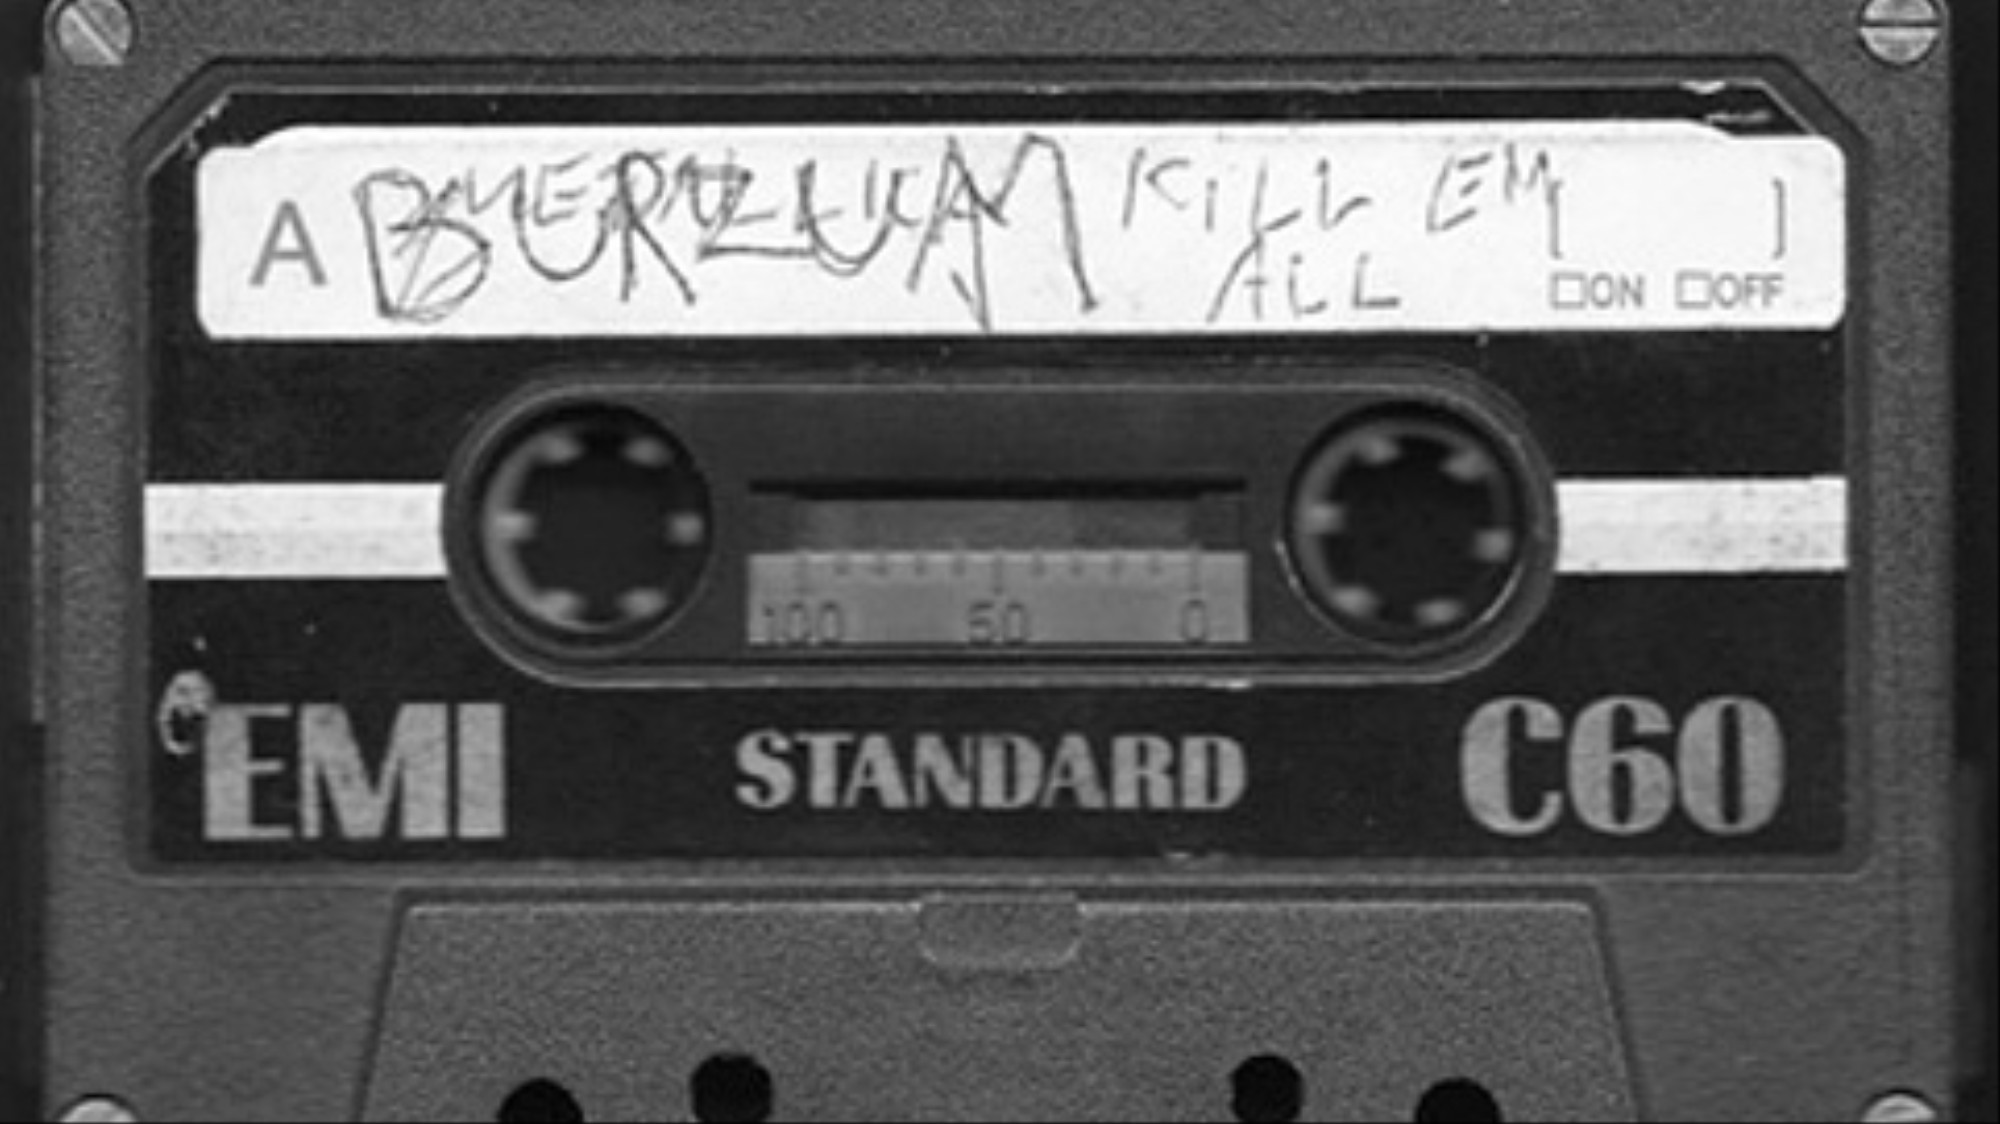 A BURZUM KILL EM [ ]
ALL
□ON □OFF
100 50 0
EMI STANDARD C60